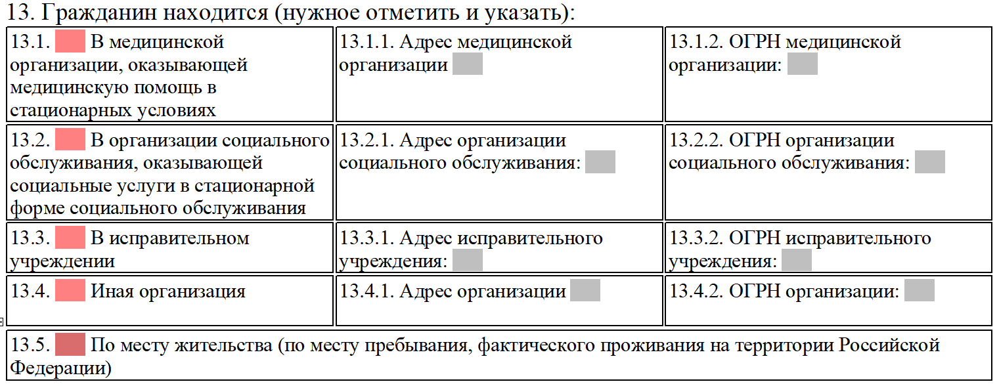 13. Гражданин находится (нужное отметить и указать):
13.1. В медицинской
организации, оказывающей
медицинскую помощь в
стационарных условиях
13.1.1. Адрес медицинской
организации
13.1.2. ОГРН медицинской
организации:
13.2. В организации социального
обслуживания, оказывающей
социальные услуги в стационарной
форме социального обслуживания
13.2.1. Адрес организации
социального обслуживания:
13.2.2. ОГРН организации
социального обслуживания:
13.3. В исправительном
учреждении
13.3.1. Адрес исправительного
учреждения:
13.3.2. ОГРН исправительного
учреждения:
13.4. Иная организация
13.4.1. Адрес организации
13.4.2. ОГРН организации:
13.5. По месту жительства (по месту пребывания, фактического проживания на территории Российской
Федерации)